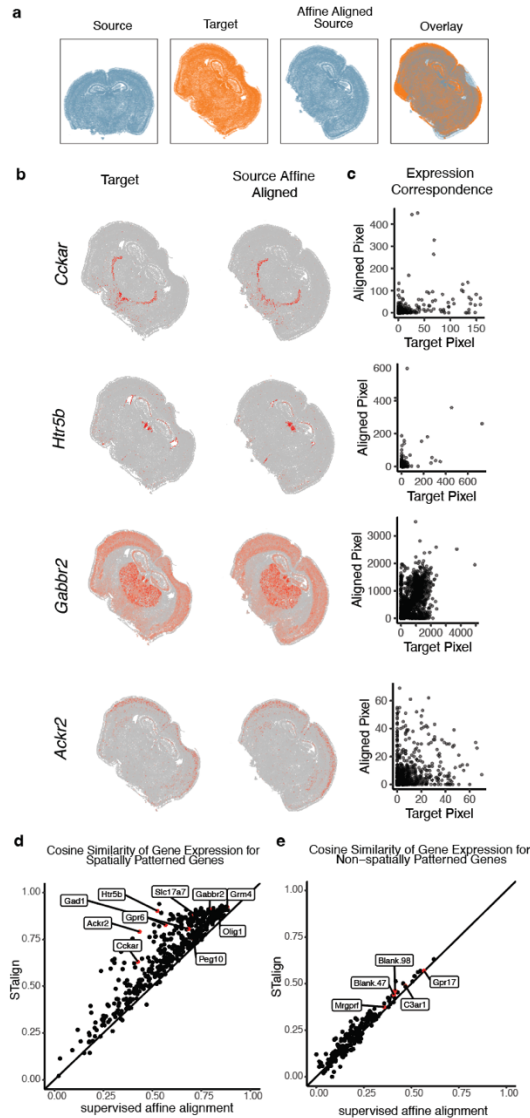 a
Source
Target
Affine Aligned
Source
Overlay
b
Target
Source Affine
Aligned
c
Expression
Correspondence
Cckar
Aligned Pixel
400
300
200
100
0
0
50
100
150
Target Pixel
Htr5b
Aligned Pixel
600
400
200
0
0
200
400
600
Target Pixel
Gabbr2
Aligned Pixel
3000
2000
1000
0
0
2000
4000
Target Pixel
Ackr2
Aligned Pixel
60
40
20
0
0
20
40
60
Target Pixel
d
Cosine Similarity of Gene Expression for
Spatially Patterned Genes
STalign
1.00
0.75
0.50
0.25
0.00
Htr5b
Slc17a7
Gabbr2
Grm4
Gad1
Gpr6
Ackr2
Olig1
Cckar
Peg10
0.00
0.25
0.50
0.75
1.00
supervised affine alignment
e
Cosine Similarity of Gene Expression for
Non-spatially Patterned Genes
STalign
1.00
0.75
0.50
0.25
0.00
Blank.98
Blank.47
Gpr17
Mrgprf
C3ar1
0.00
0.25
0.50
0.75
1.00
supervised affine alignment